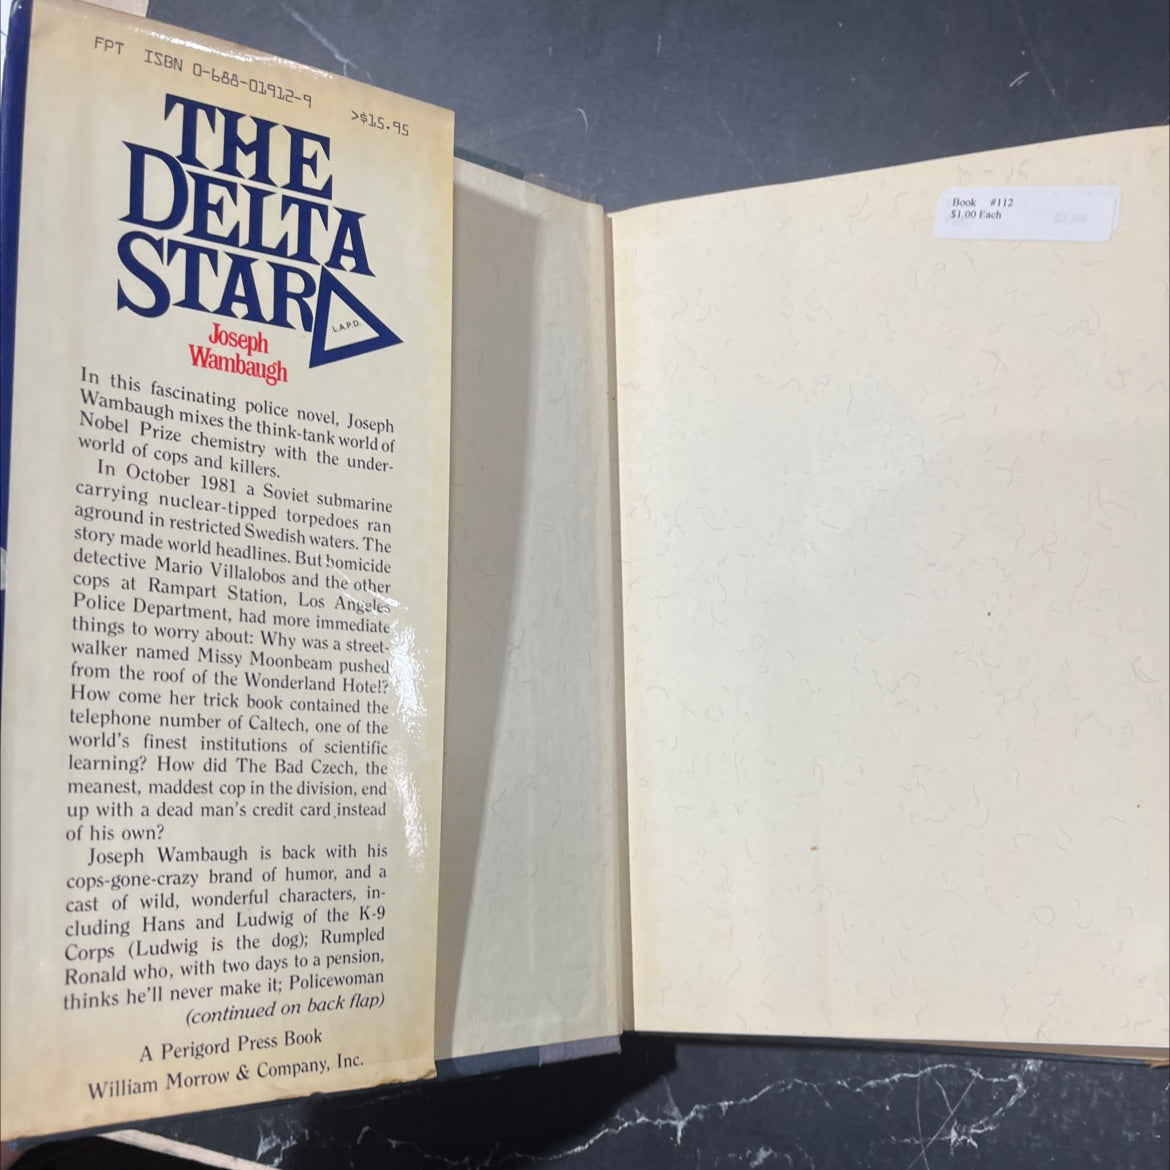 FPT ISBN 0-688-01912-9 >$15.95
THE
DELTA
STAR
L.A.P.D.
Joseph
Wambaugh
In this fascinating police novel, Joseph
Wambaugh mixes the think-tank world of
Nobel Prize chemistry with the under-
world of cops and killers.
In October 1981 a Soviet submarine
carrying nuclear-tipped torpedoes ran
aground in restricted Swedish waters. The
story made world headlines. But homicide
detective Mario Villalobos and the other
cops at Rampart Station, Los Angeles
Police Department, had more immediate
things to worry about: Why was a street-
walker named Missy Moonbeam pushed
from the roof of the Wonderland Hotel?
How come her trick book contained the
telephone number of Caltech, one of the
world's finest institutions of scientific
learning? How did The Bad Czech, the
meanest, maddest cop in the division, end
up with a dead man's credit card instead
of his own?
Joseph Wambaugh is back with his
cops-gone-crazy brand of humor, and a
cast of wild, wonderful characters, in-
cluding Hans and Ludwig of the K-9
Corps (Ludwig is the dog); Rumpled
Ronald who, with two days to a pension,
thinks he'll never make it; Policewoman
(continued on back flap)
A Perigord Press Book
William Morrow & Company, Inc.
Book #112
$1.00 Each